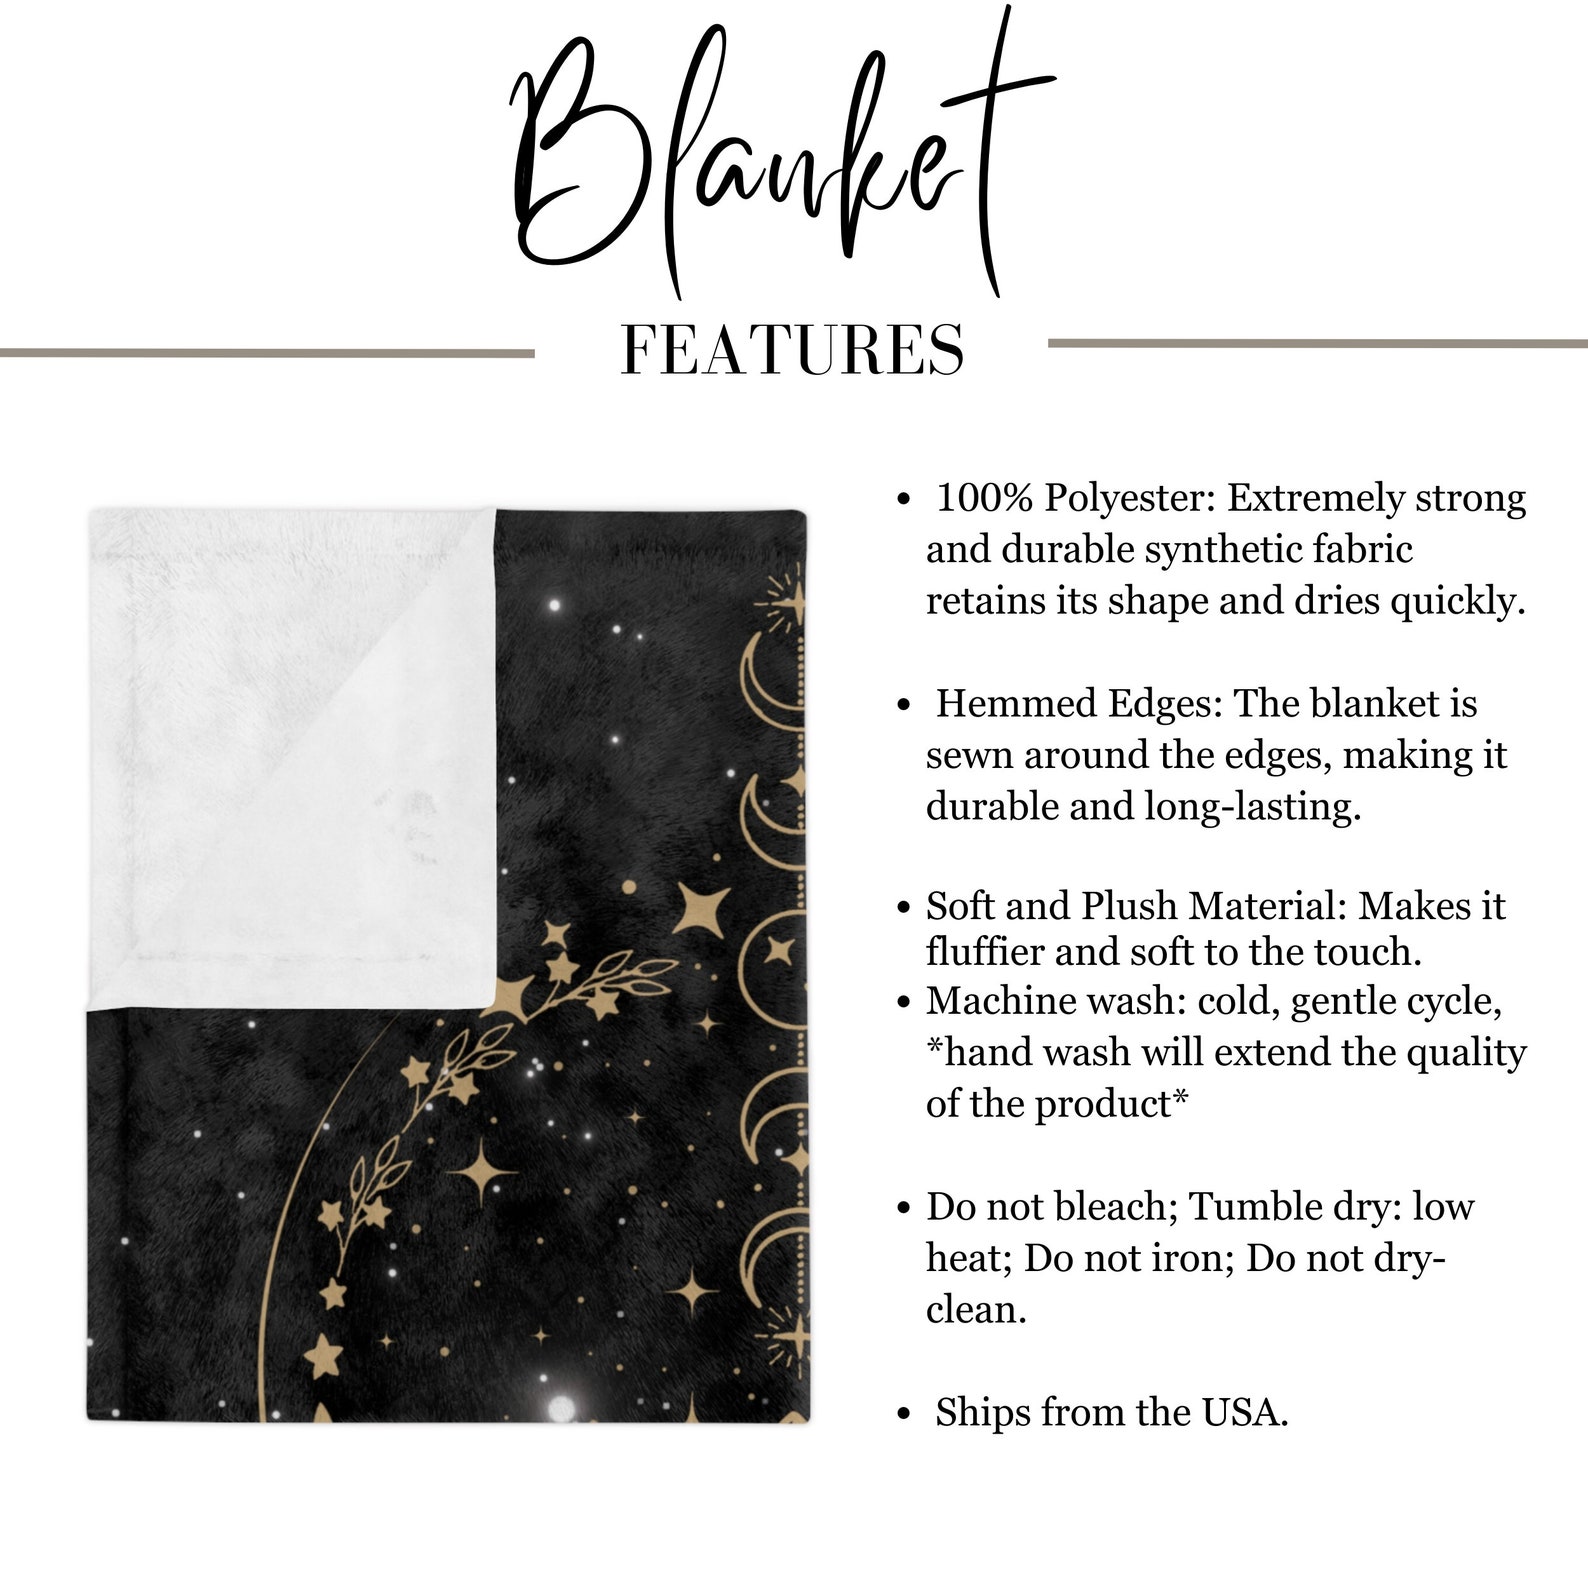 Blanket
FEATURES
• 100% Polyester: Extremely strong
and durable synthetic fabric
retains its shape and dries quickly.
• Hemmed Edges: The blanket is
sewn around the edges, making it
durable and long-lasting.
• Soft and Plush Material: Makes it
fluffier and soft to the touch.
• Machine wash: cold, gentle cycle,
*hand wash will extend the quality
of the product*
• Do not bleach; Tumble dry: low
heat; Do not iron; Do not dry-
clean.
• Ships from the USA.